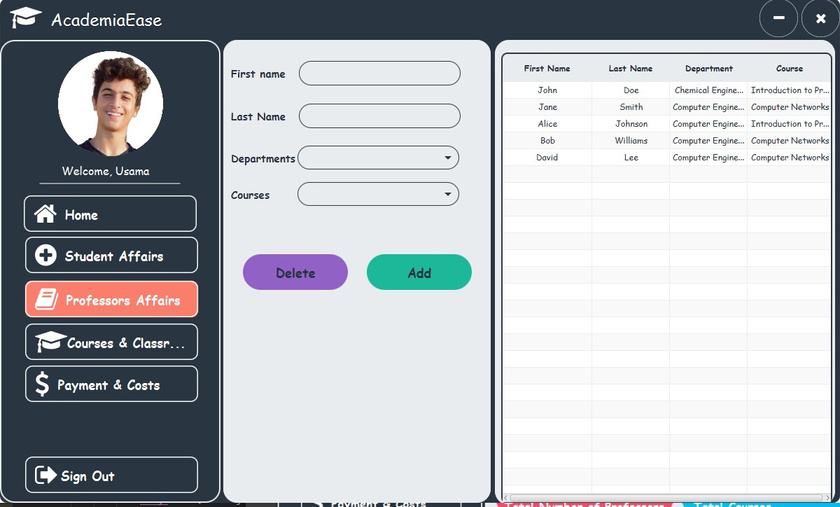 AcademiaEase
Welcome, Usama
Home
Student Affairs
Professors Affairs
Courses & Classr...
Payment & Costs
Sign Out
First name
Last Name
Departments
Courses
Delete
Add
First Name Last Name Department Course
John Doe Chemical Engine... Introduction to Pr...
Jane Smith Computer Engine... Computer Networks
Alice Johnson Computer Engine... Introduction to Pr...
Bob Williams Computer Engine... Computer Networks
David Lee Computer Engine... Computer Networks
Payment & Costs
Total Number of Professors
Total Courses